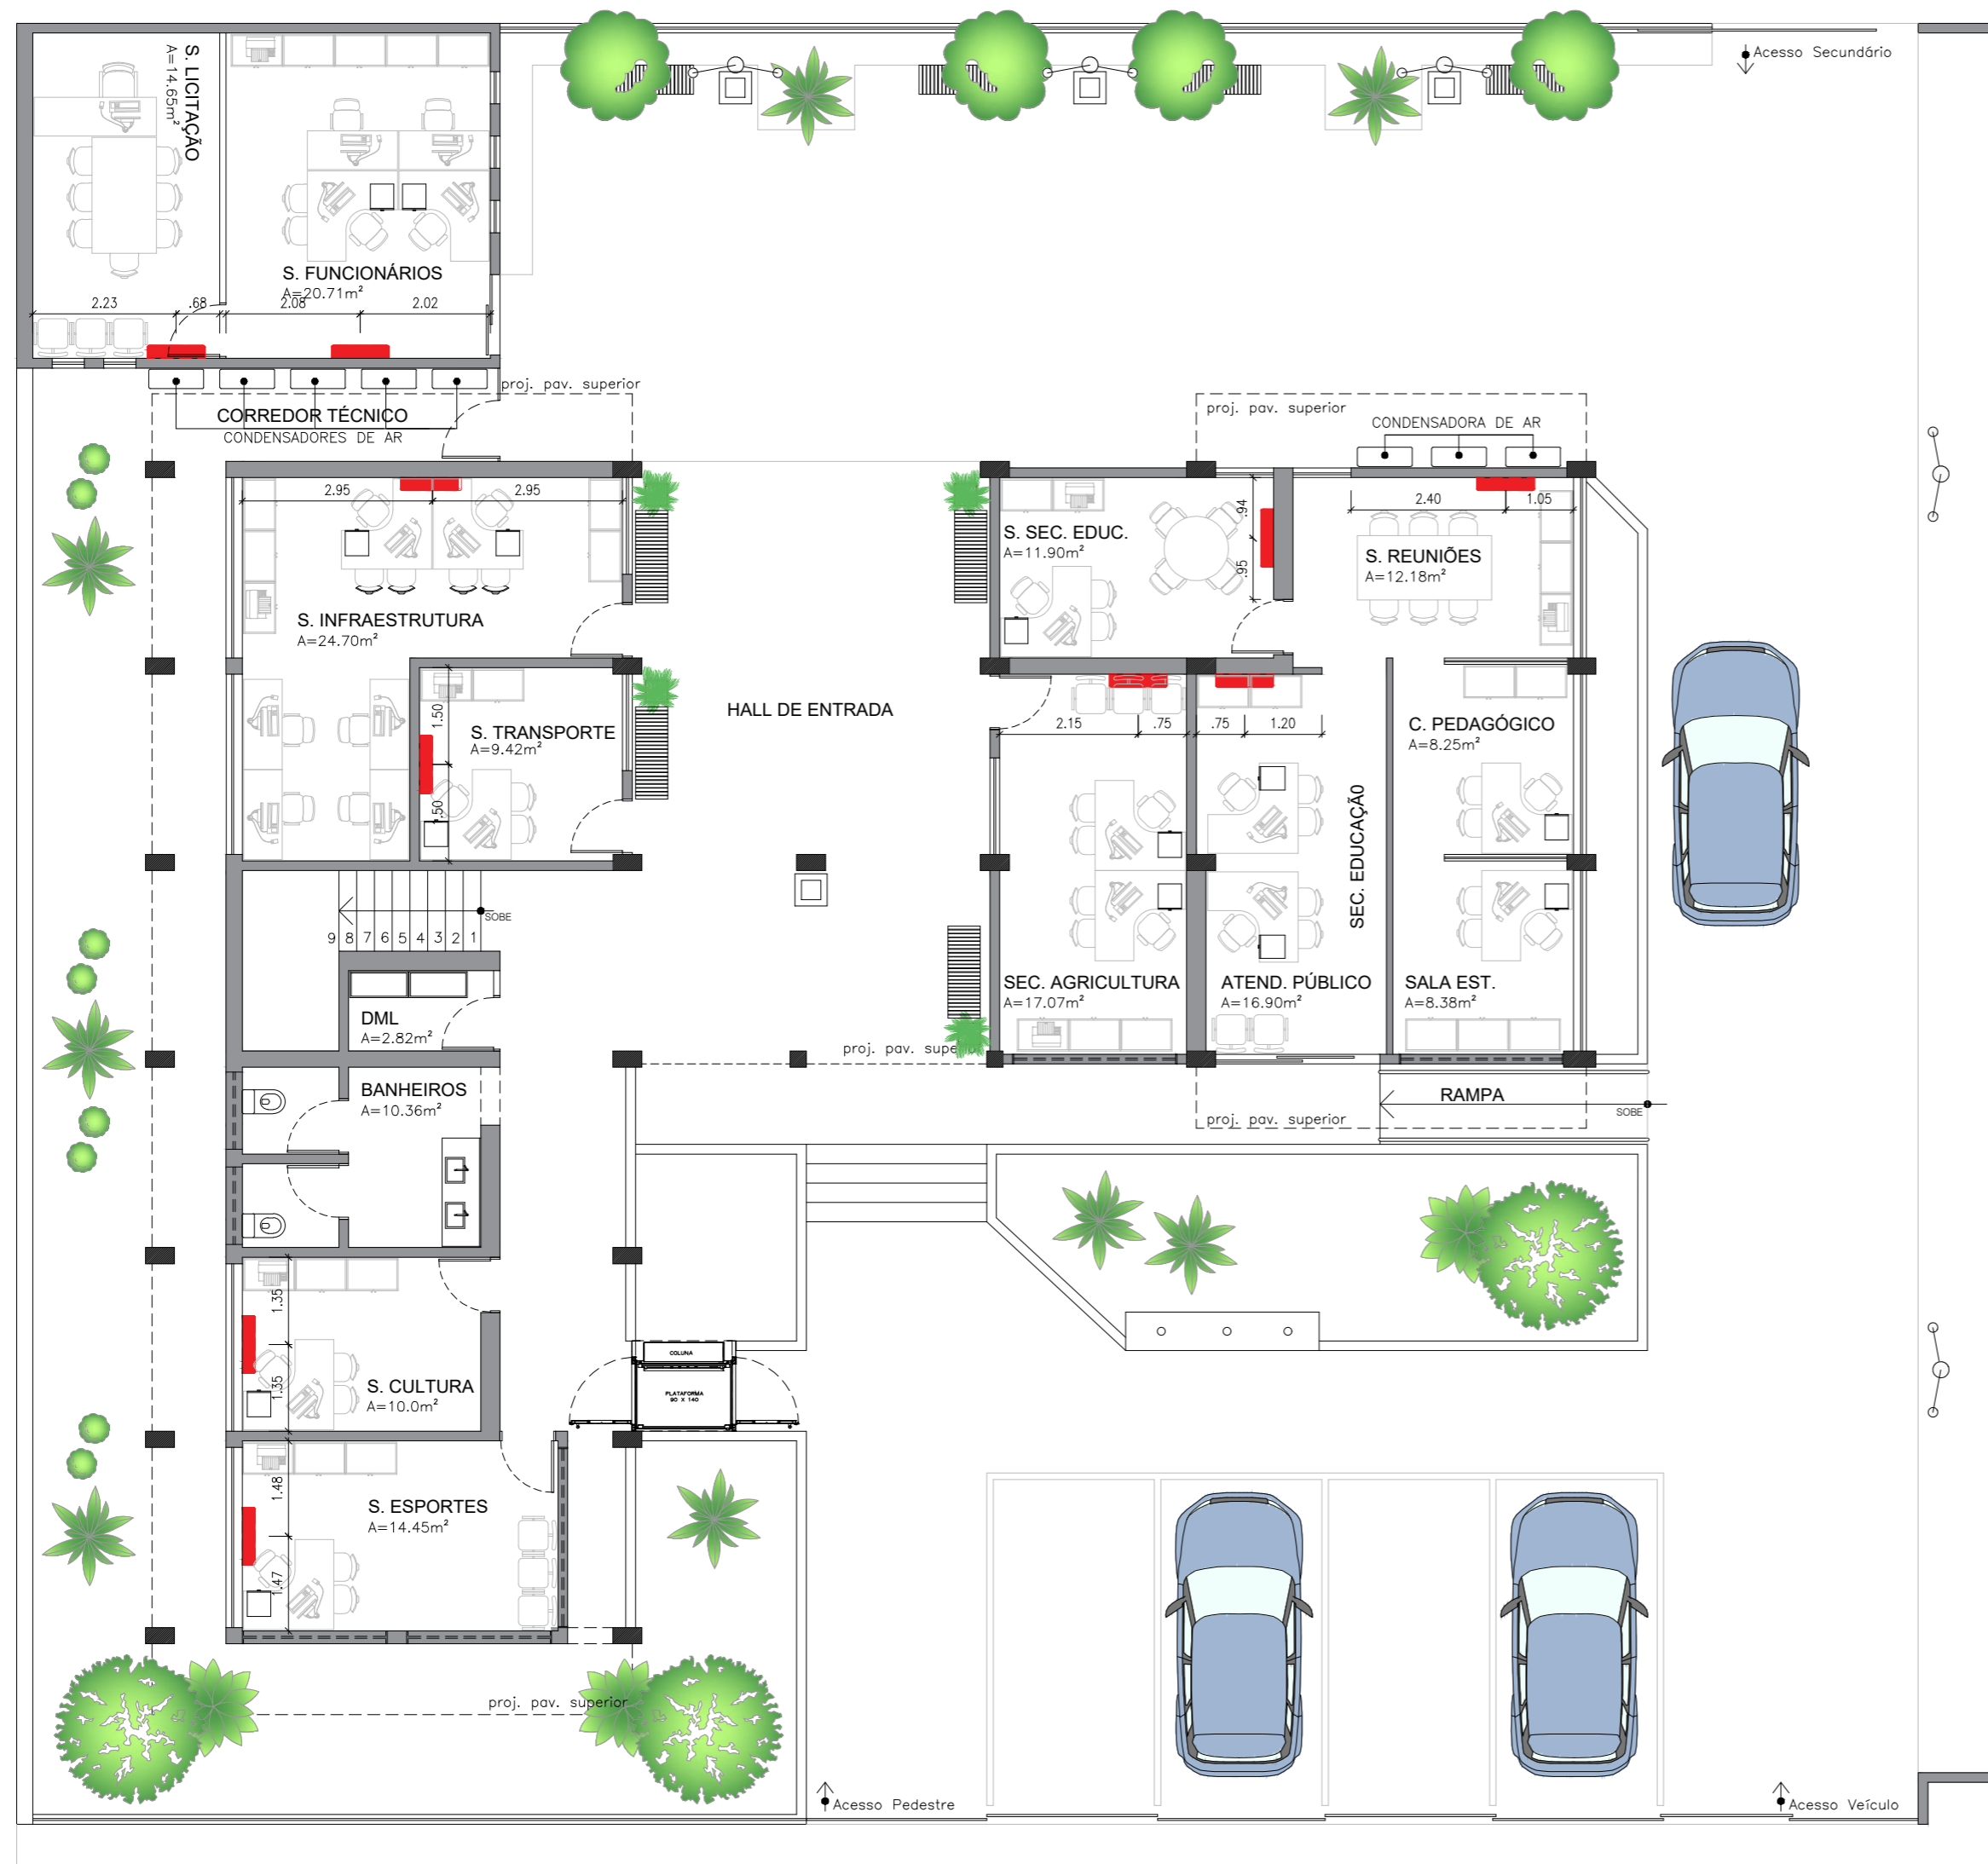 S. LICITAÇÃO
A=14.65m²
S. FUNCIONÁRIOS
A=20.71m²
2.23
.68
2.08
2.02
Acesso Secundário
proj. pav. superior
CORREDOR TÉCNICO
CONDENSADORES DE AR
proj. pav. superior
CONDENSADORA DE AR
2.95
2.95
S. INFRAESTRUTURA
A=24.70m²
S. SEC. EDUC.
A=11.90m²
.94
.95
2.40
1.05
S. REUNIÕES
A=12.18m²
1.50
.50
S. TRANSPORTE
A=9.42m²
HALL DE ENTRADA
2.15
.75
.75
1.20
C. PEDAGÓGICO
A=8.25m²
SEC. EDUCAÇÃO
SOBE
9 8 7 6 5 4 3 2 1
SEC. AGRICULTURA
A=17.07m²
ATEND. PÚBLICO
A=16.90m²
SALA EST.
A=8.38m²
DML
A=2.82m²
proj. pav. superior
BANHEIROS
A=10.36m²
RAMPA
SOBE
proj. pav. superior
1.35
1.35
S. CULTURA
A=10.0m²
COLUNA
PLATAFORMA
90 X 140
1.48
1.47
S. ESPORTES
A=14.45m²
proj. pav. superior
Acesso Pedestre
Acesso Veículo